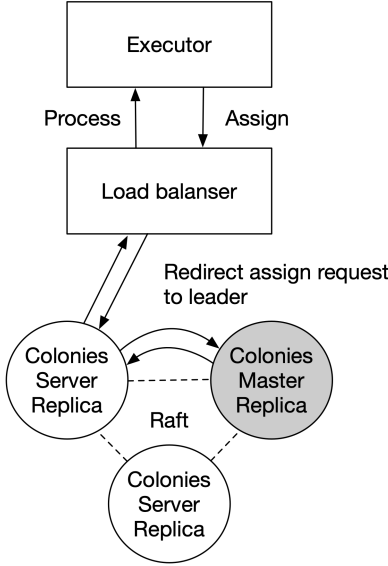 Executor
Process
Assign
Load balanser
Redirect assign request
to leader
Colonies
Server
Replica
Colonies
Master
Replica
Raft
Colonies
Server
Replica